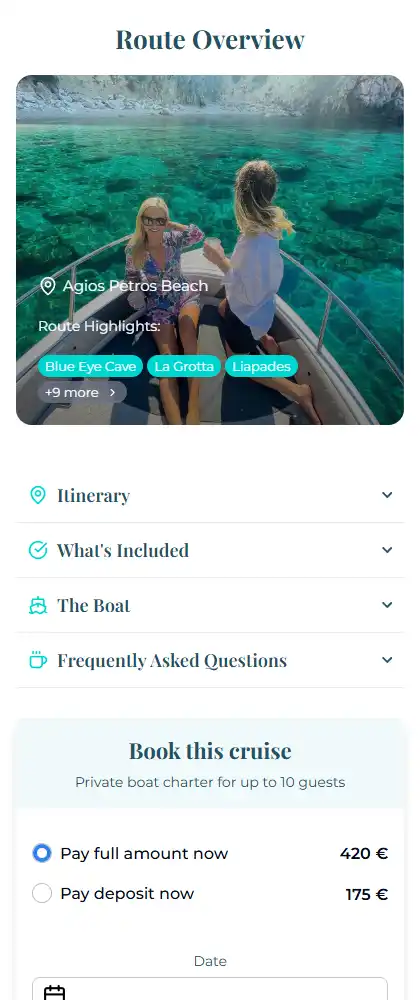 Route Overview
Agios Petros Beach
Route Highlights:
Blue Eye Cave La Grotta Liapades
+9 more
Itinerary
What's Included
The Boat
Frequently Asked Questions
Book this cruise
Private boat charter for up to 10 guests
Pay full amount now 420 €
Pay deposit now 175 €
Date